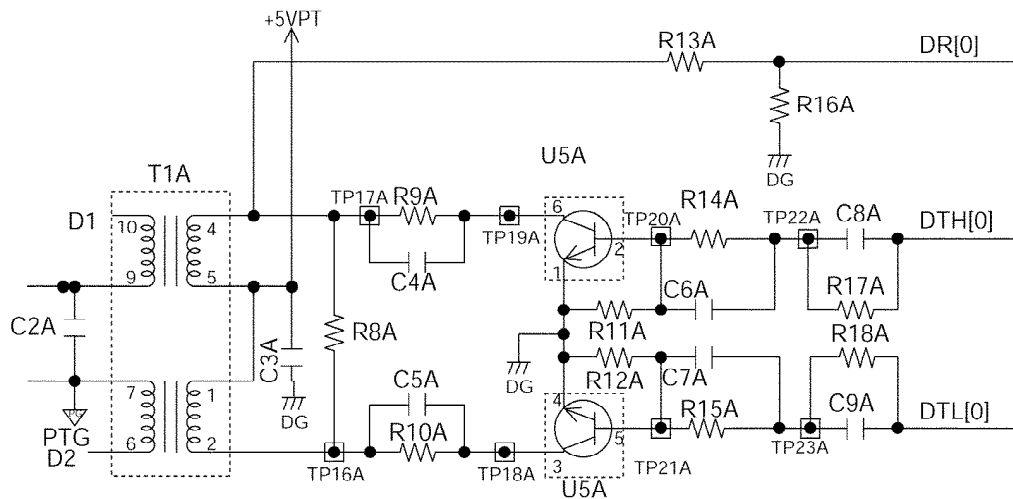 +5VPT
R13A
DR[0]
R16A
DG
T1A
U5A
D1
10
4
TP17A
R9A
6
TP20A
R14A
TP22A
C8A
DTH[0]
TP19A
2
9
5
C4A
1
C6A
R17A
C2A
R8A
R11A
R18A
C3A
DG
R12A
C7A
C5A
7
1
4
R15A
C9A
DTL[0]
PTG
DG
R10A
5
D2
6
2
TP16A
TP18A
3
TP21A
TP23A
U5A